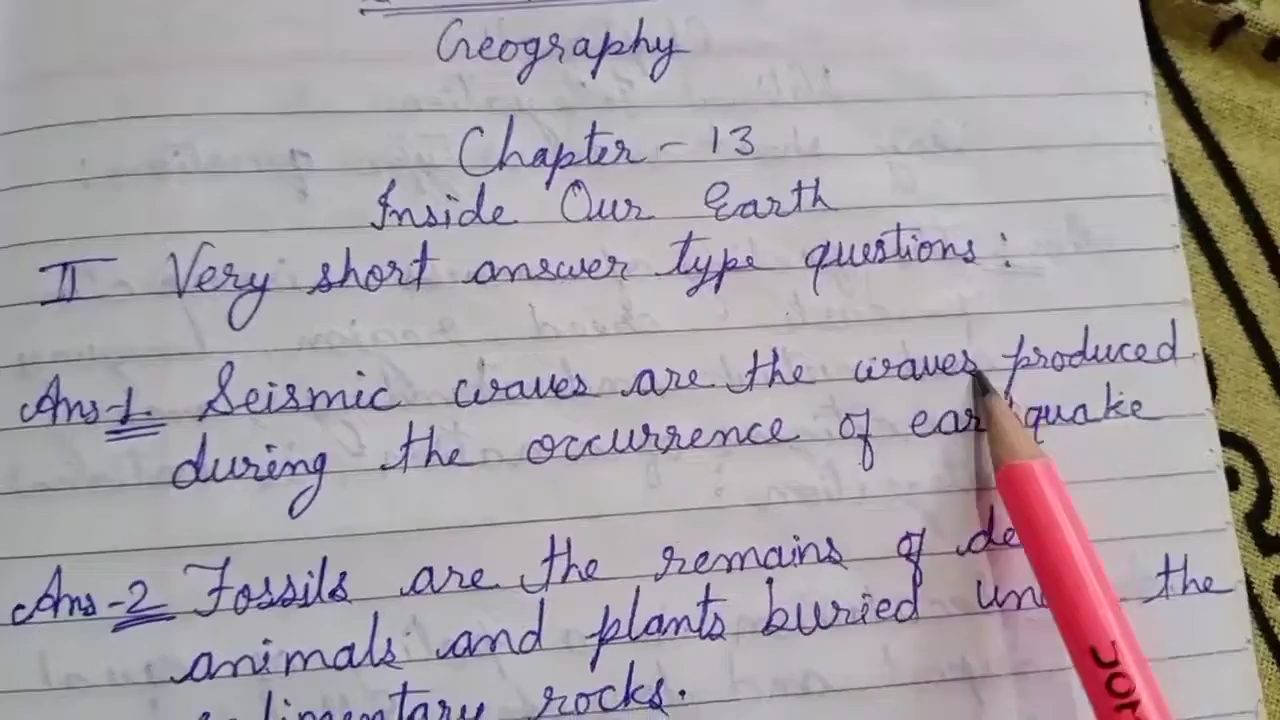 Geography
Chapter - 13
Inside Our Earth
II Very short answer type questions :
Ans-1 Seismic waves are the waves produced
during the occurrence of earthquake
Ans-2 Fossils are the remains of
animals and plants buried the
rocks.